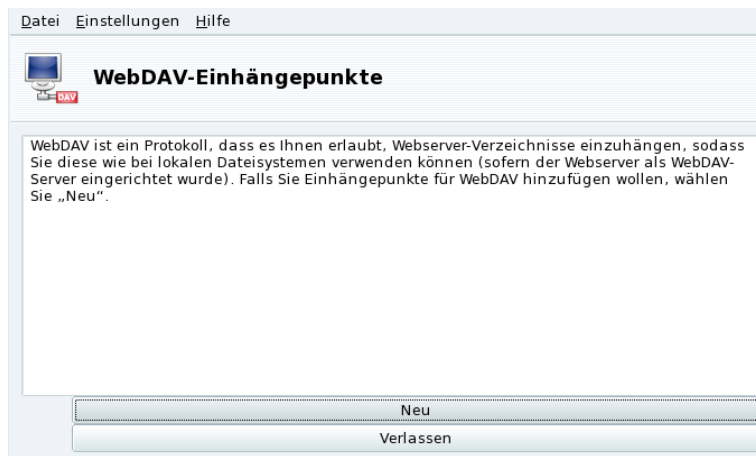 Datei Einstellungen Hilfe
WebDAV-Einhängepunkte
DAV
WebDAV ist ein Protokoll, dass es Ihnen erlaubt, Webserver-Verzeichnisse einzuhängen, sodass
Sie diese wie bei lokalen Dateisystemen verwenden können (sofern der Webserver als WebDAV-
Server eingerichtet wurde). Falls Sie Einhängepunkte für WebDAV hinzufügen wollen, wählen
Sie „Neu“.
Neu
Verlassen